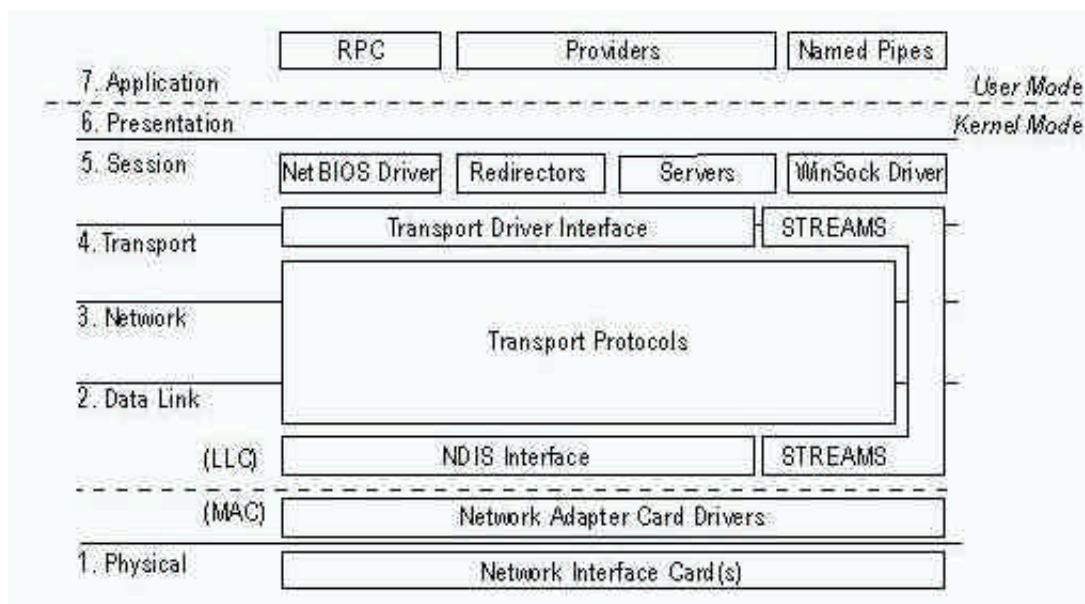 RPC Providers Named Pipes
7. Application
User Mode
6. Presentation
Kernel Mode
5. Session
NetBIOS Driver Redirectors Servers WinSock Driver
Transport Driver Interface STREAMS
4. Transport
3. Network
Transport Protocols
2. Data Link
(LLC) NDIS Interface STREAMS
(MAC) Network Adapter Card Drivers
1. Physical
Network Interface Card(s)